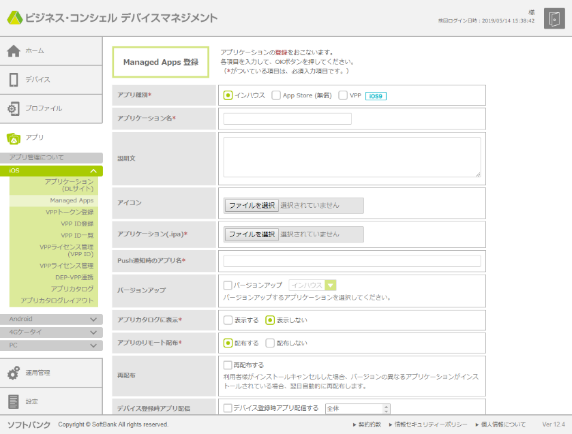 ビジネス・コンシェル デバイスマネジメント
様
前回ログイン日時：2019/03/14 15:39:42
ホーム
デバイス
プロファイル
アプリ
アプリ管理について
iOS
アプリケーション
(DLサイト)
Managed Apps
VPPトークン登録
VPP ID登録
VPP ID一覧
VPPライセンス管理
(VPP ID)
VPPライセンス管理
DEP-VPP連携
アプリカタログ
アプリカタログレイアウト
Android
4Gケータイ
PC
運用管理
設定
Managed Apps 登録
アプリケーションの登録をおこないます。
各項目を入力して、OKボタンを押してください。
（*がついている項目は、必須入力項目です。）
アプリ種別*
インハウス
App Store (無償)
VPP
iOS9
アプリケーション名*
説明文
アイコン
ファイルを選択 選択されていません
アプリケーション(.ipa)*
ファイルを選択 選択されていません
Push通知時のアプリ名*
バージョンアップ
バージョンアップ
インハウス
バージョンアップするアプリケーションを選択してください。
アプリカタログに表示*
表示する
表示しない
アプリのリモート配布*
配布する
配布しない
再配布
再配布する
利用者様がインストールキャンセルした場合、バージョンの異なるアプリケーションがインストールされている場合、翌日自動的に再配布します。
デバイス登録時アプリ配信
デバイス登録時アプリ配信する
全体
ソフトバンク
Copyright © SoftBank All rights reserved.
契約約款
情報セキュリティーポリシー
個人情報について
Ver 12.4